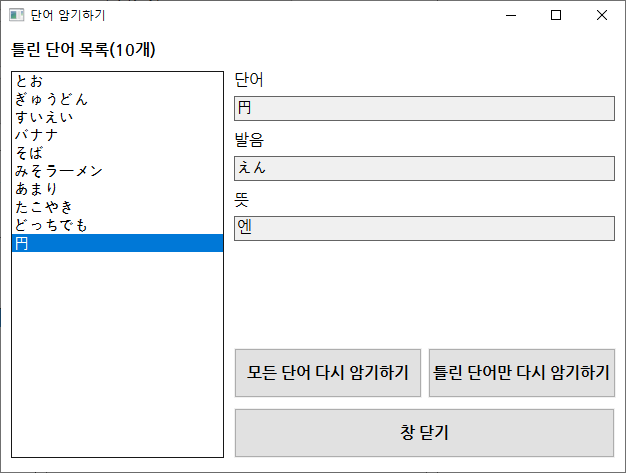 단어 암기하기
틀린 단어 목록(10개)
とお
ぎゅうどん
すいえい
バナナ
そば
みそラーメン
あまり
たこやき
どっちでも
円
단어
円
발음
えん
뜻
엔
모든 단어 다시 암기하기
틀린 단어만 다시 암기하기
창 닫기